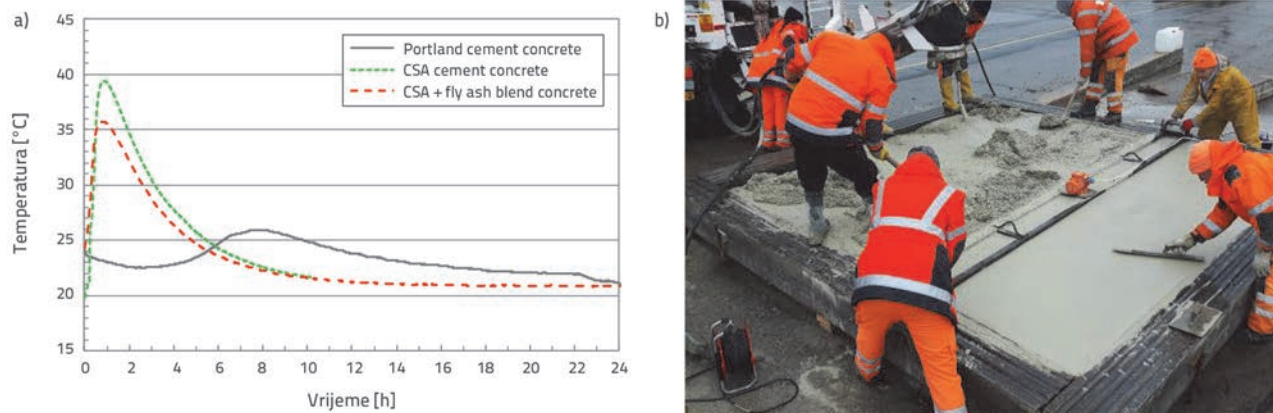 a)
45
40
35
30
25
20
15
Temperatura [°C]
Portland cement concrete
CSA cement concrete
CSA + fly ash blend concrete
0 2 4 6 8 10 12 14 16 18 20 22 24
Vrijeme [h]
b)